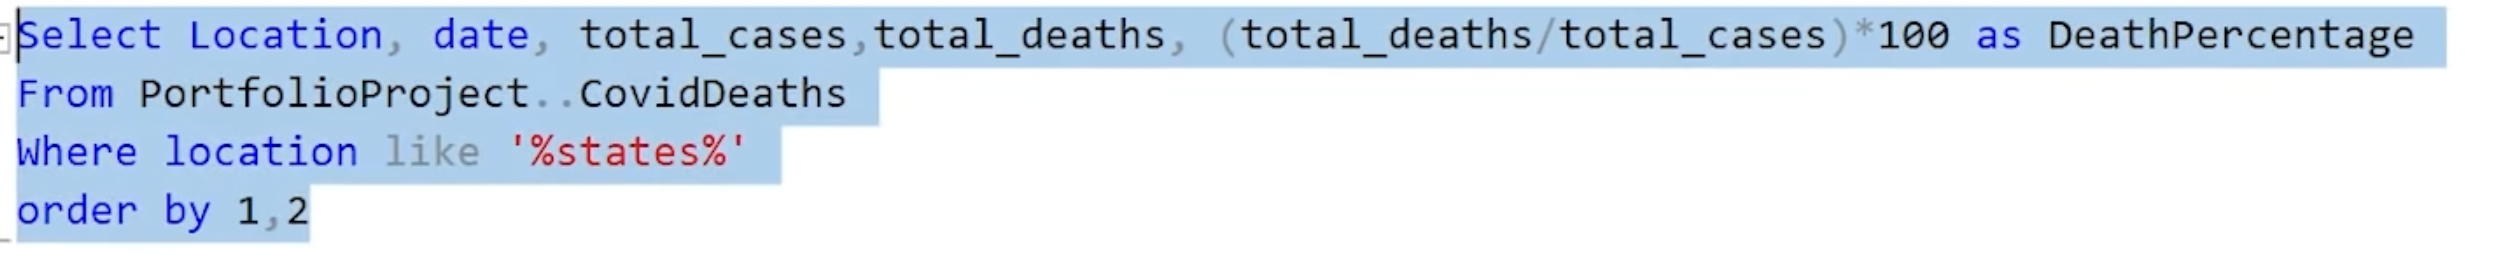 Select Location, date, total_cases,total_deaths, (total_deaths/total_cases)*100 as DeathPercentage
From PortfolioProject..CovidDeaths
Where location like '%states%'
order by 1,2